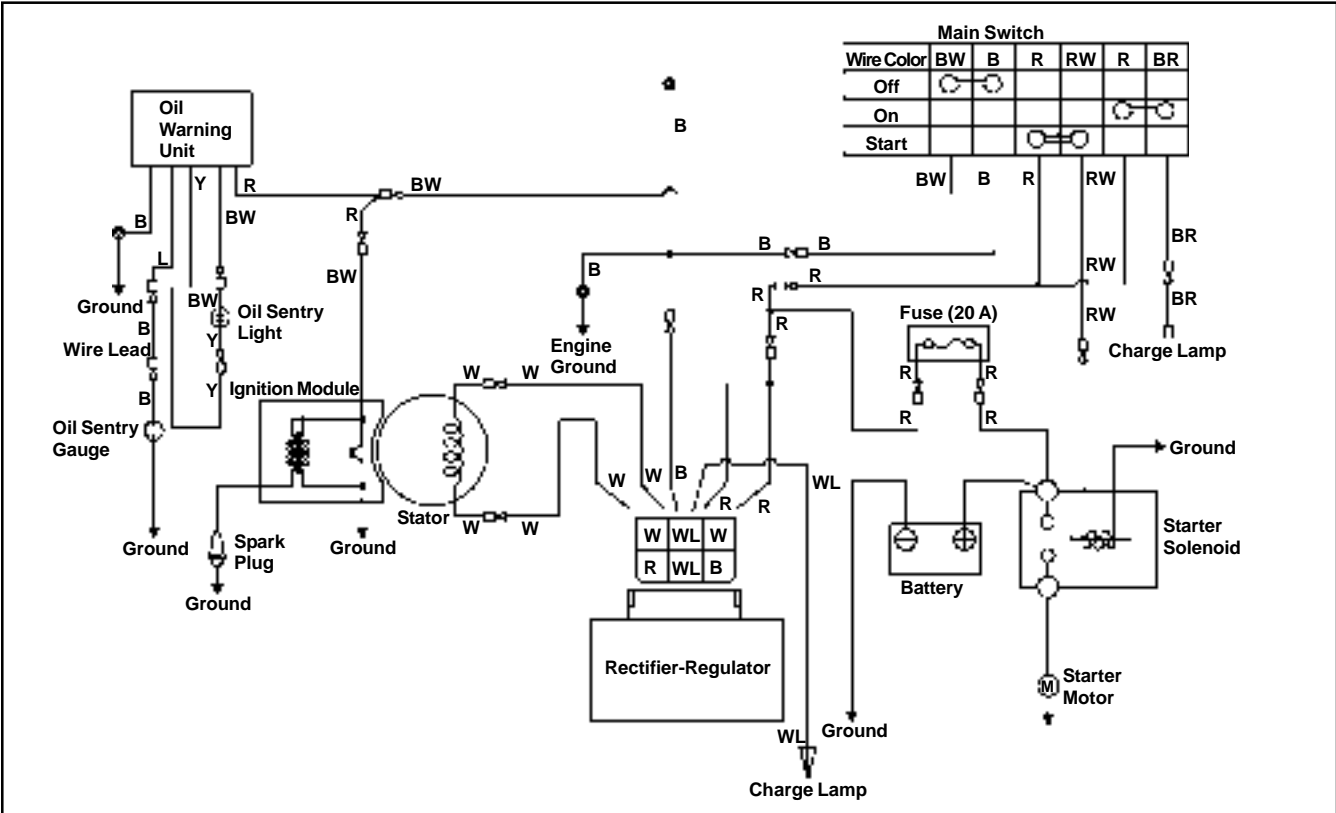 Main Switch
Wire Color BW B R RW R BR
Off
On
Start
BW B R RW
BR
RW
BR
RW
Charge Lamp
Oil
Warning
Unit
Y
R
BW
B
BW
R
B
L
BW
B
Ground
BW
Oil Sentry
Light
Y
B
Wire Lead
Y
B
Oil Sentry
Gauge
Ground
B
B
B
Engine
Ground
R
R
R
Fuse (20 A)
R
R
R
R
Ignition Module
W
W
Stator
W
W
Spark
Plug
Ground
Ground
W
W
B
R
R
WL
W WL W
R WL B
Rectifier-Regulator
WL
Charge Lamp
Ground
Battery
Ground
Starter
Solenoid
M
Starter
Motor